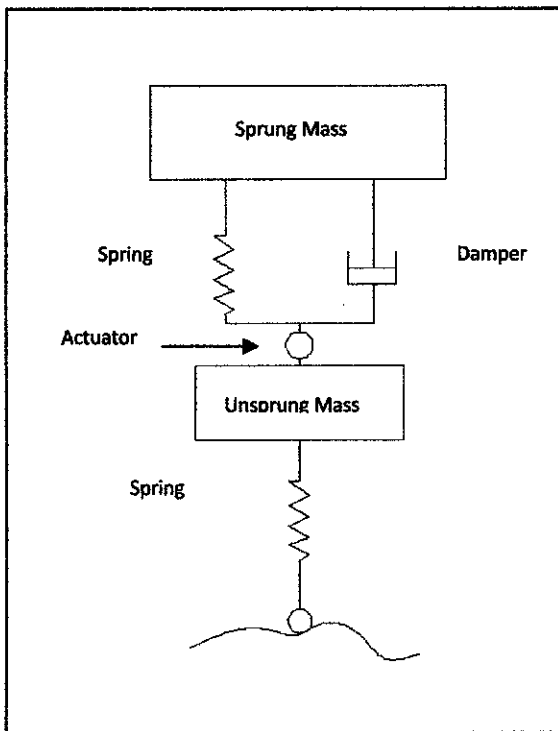 Sprung Mass
Spring
Damper
Actuator
Unsprung Mass
Spring